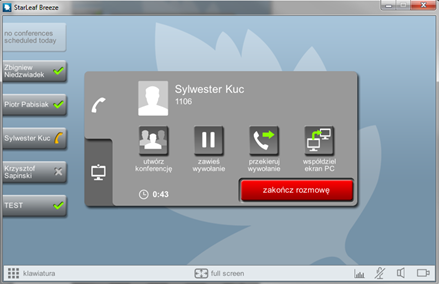 StarLeaf Breeze
no conferences
scheduled today
Zbigniew
Niedzwiadek
Piotr Pabisiak
Sylwester Kuc
Krzysztof
Sapinski
TEST
Sylwester Kuc
1106
utwórz
konferencję
zawieś
wywołanie
przekieruj
wywołanie
współdziel
ekran PC
0:43
zakończ rozmowę
klawiatura
full screen